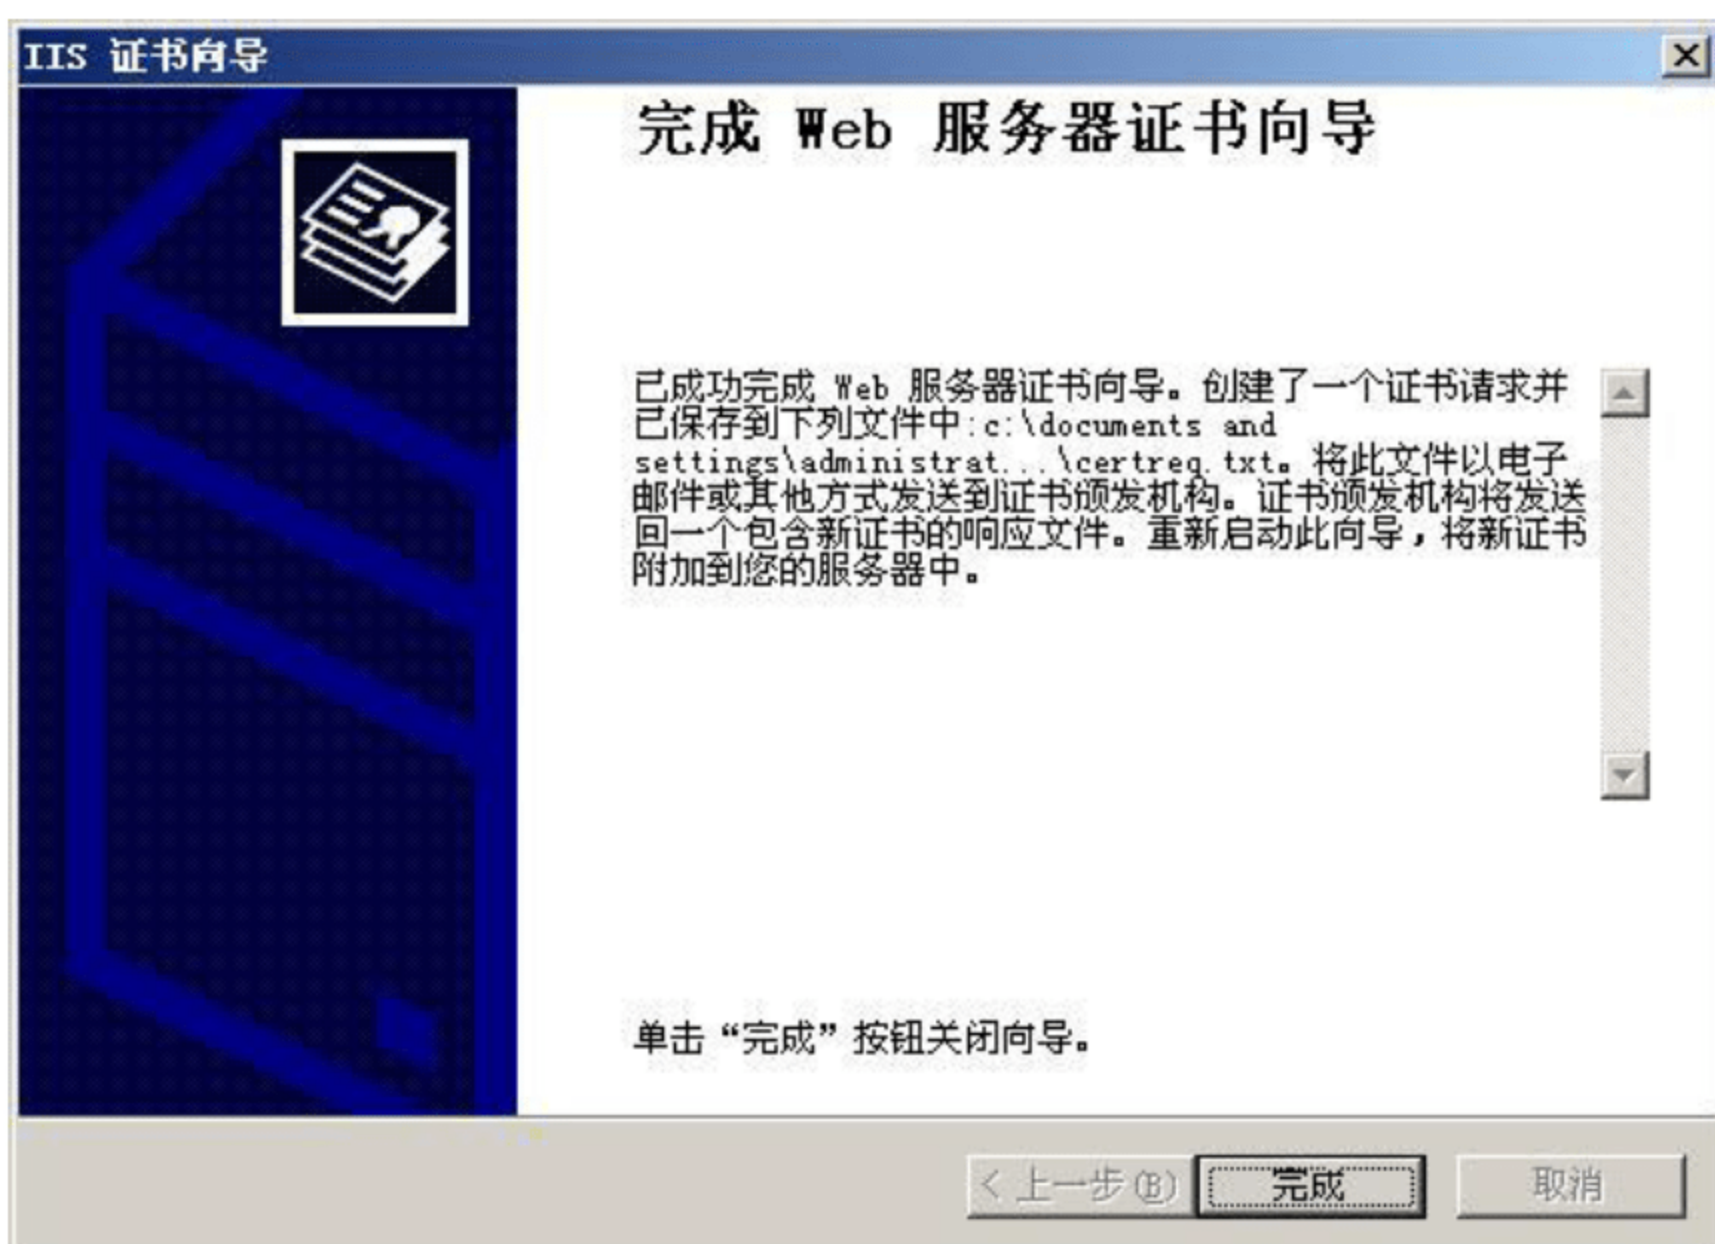 IIS 证书向导
完成 Web 服务器证书向导
已成功完成 Web 服务器证书向导。创建了一个证书请求并
已保存到下列文件中:c:\documents and
settings\administrat...\certreq.txt。将此文件以电子
邮件或其他方式发送到证书颁发机构。证书颁发机构将发送
回一个包含新证书的响应文件。重新启动此向导，将新证书
附加到您的服务器中。
单击“完成”按钮关闭向导。
< 上一步(B)
完成
取消